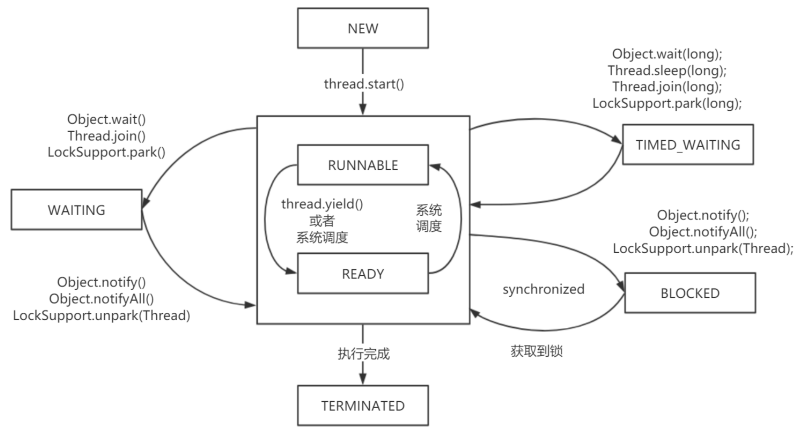 NEW
thread.start()
Object.wait(long);
Thread.sleep(long);
Thread.join(long);
LockSupport.park(long);
Object.wait()
Thread.join()
LockSupport.park()
RUNNABLE
TIMED_WAITING
WAITING
thread.yield()
或者
系统调度
系统
调度
Object.notify();
Object.notifyAll();
LockSupport.unpark(Thread);
READY
Object.notify()
Object.notifyAll()
LockSupport.unpark(Thread)
synchronized
BLOCKED
获取到锁
执行完成
TERMINATED